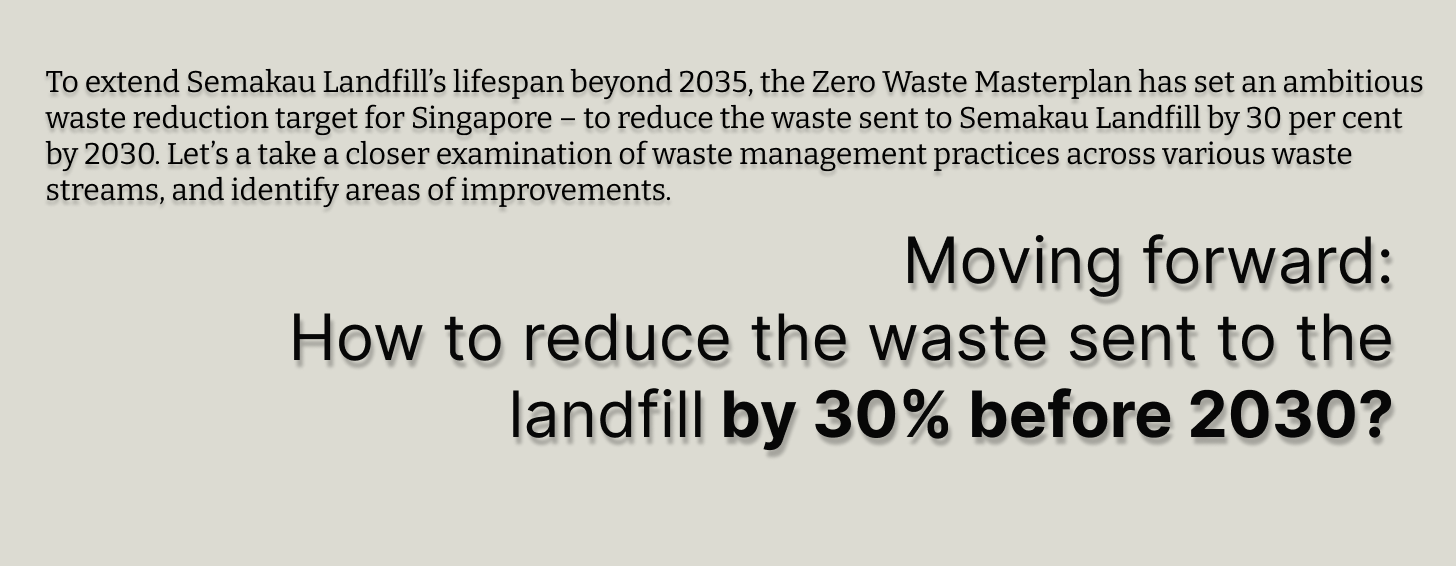 To extend Semakau Landfill’s lifespan beyond 2035, the Zero Waste Masterplan has set an ambitious
waste reduction target for Singapore – to reduce the waste sent to Semakau Landfill by 30 per cent
by 2030. Let’s a take a closer examination of waste management practices across various waste
streams, and identify areas of improvements.
Moving forward:
How to reduce the waste sent to the
landfill by 30% before 2030?